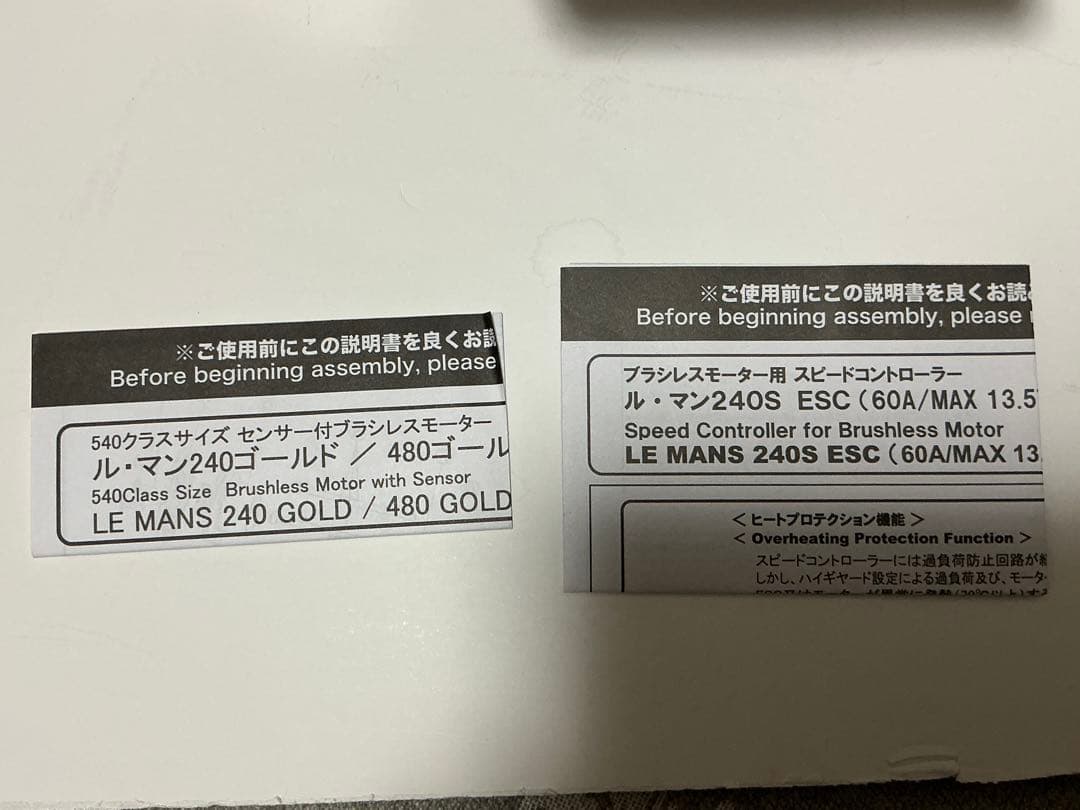 ※ご使用前にこの説明書を良くお読
Before beginning assembly, please
540クラスサイズ センサー付ブラシレスモーター
ル・マン240ゴールド / 480ゴール
540Class Size Brushless Motor with Sensor
LE MANS 240 GOLD / 480 GOLD
※ご使用前にこの説明書を良くお読
Before beginning assembly, please
ブラシレスモーター用 スピードコントローラー
ル・マン240S ESC (60A/MAX 13.5
Speed Controller for Brushless Motor
LE MANS 240S ESC (60A/MAX 13.
<ヒートプロテクション機能>
<Overheating Protection Function>
スピードコントローラーには過負荷防止回路が
しかし、ハイギヤード設定による過負荷及び、モータ